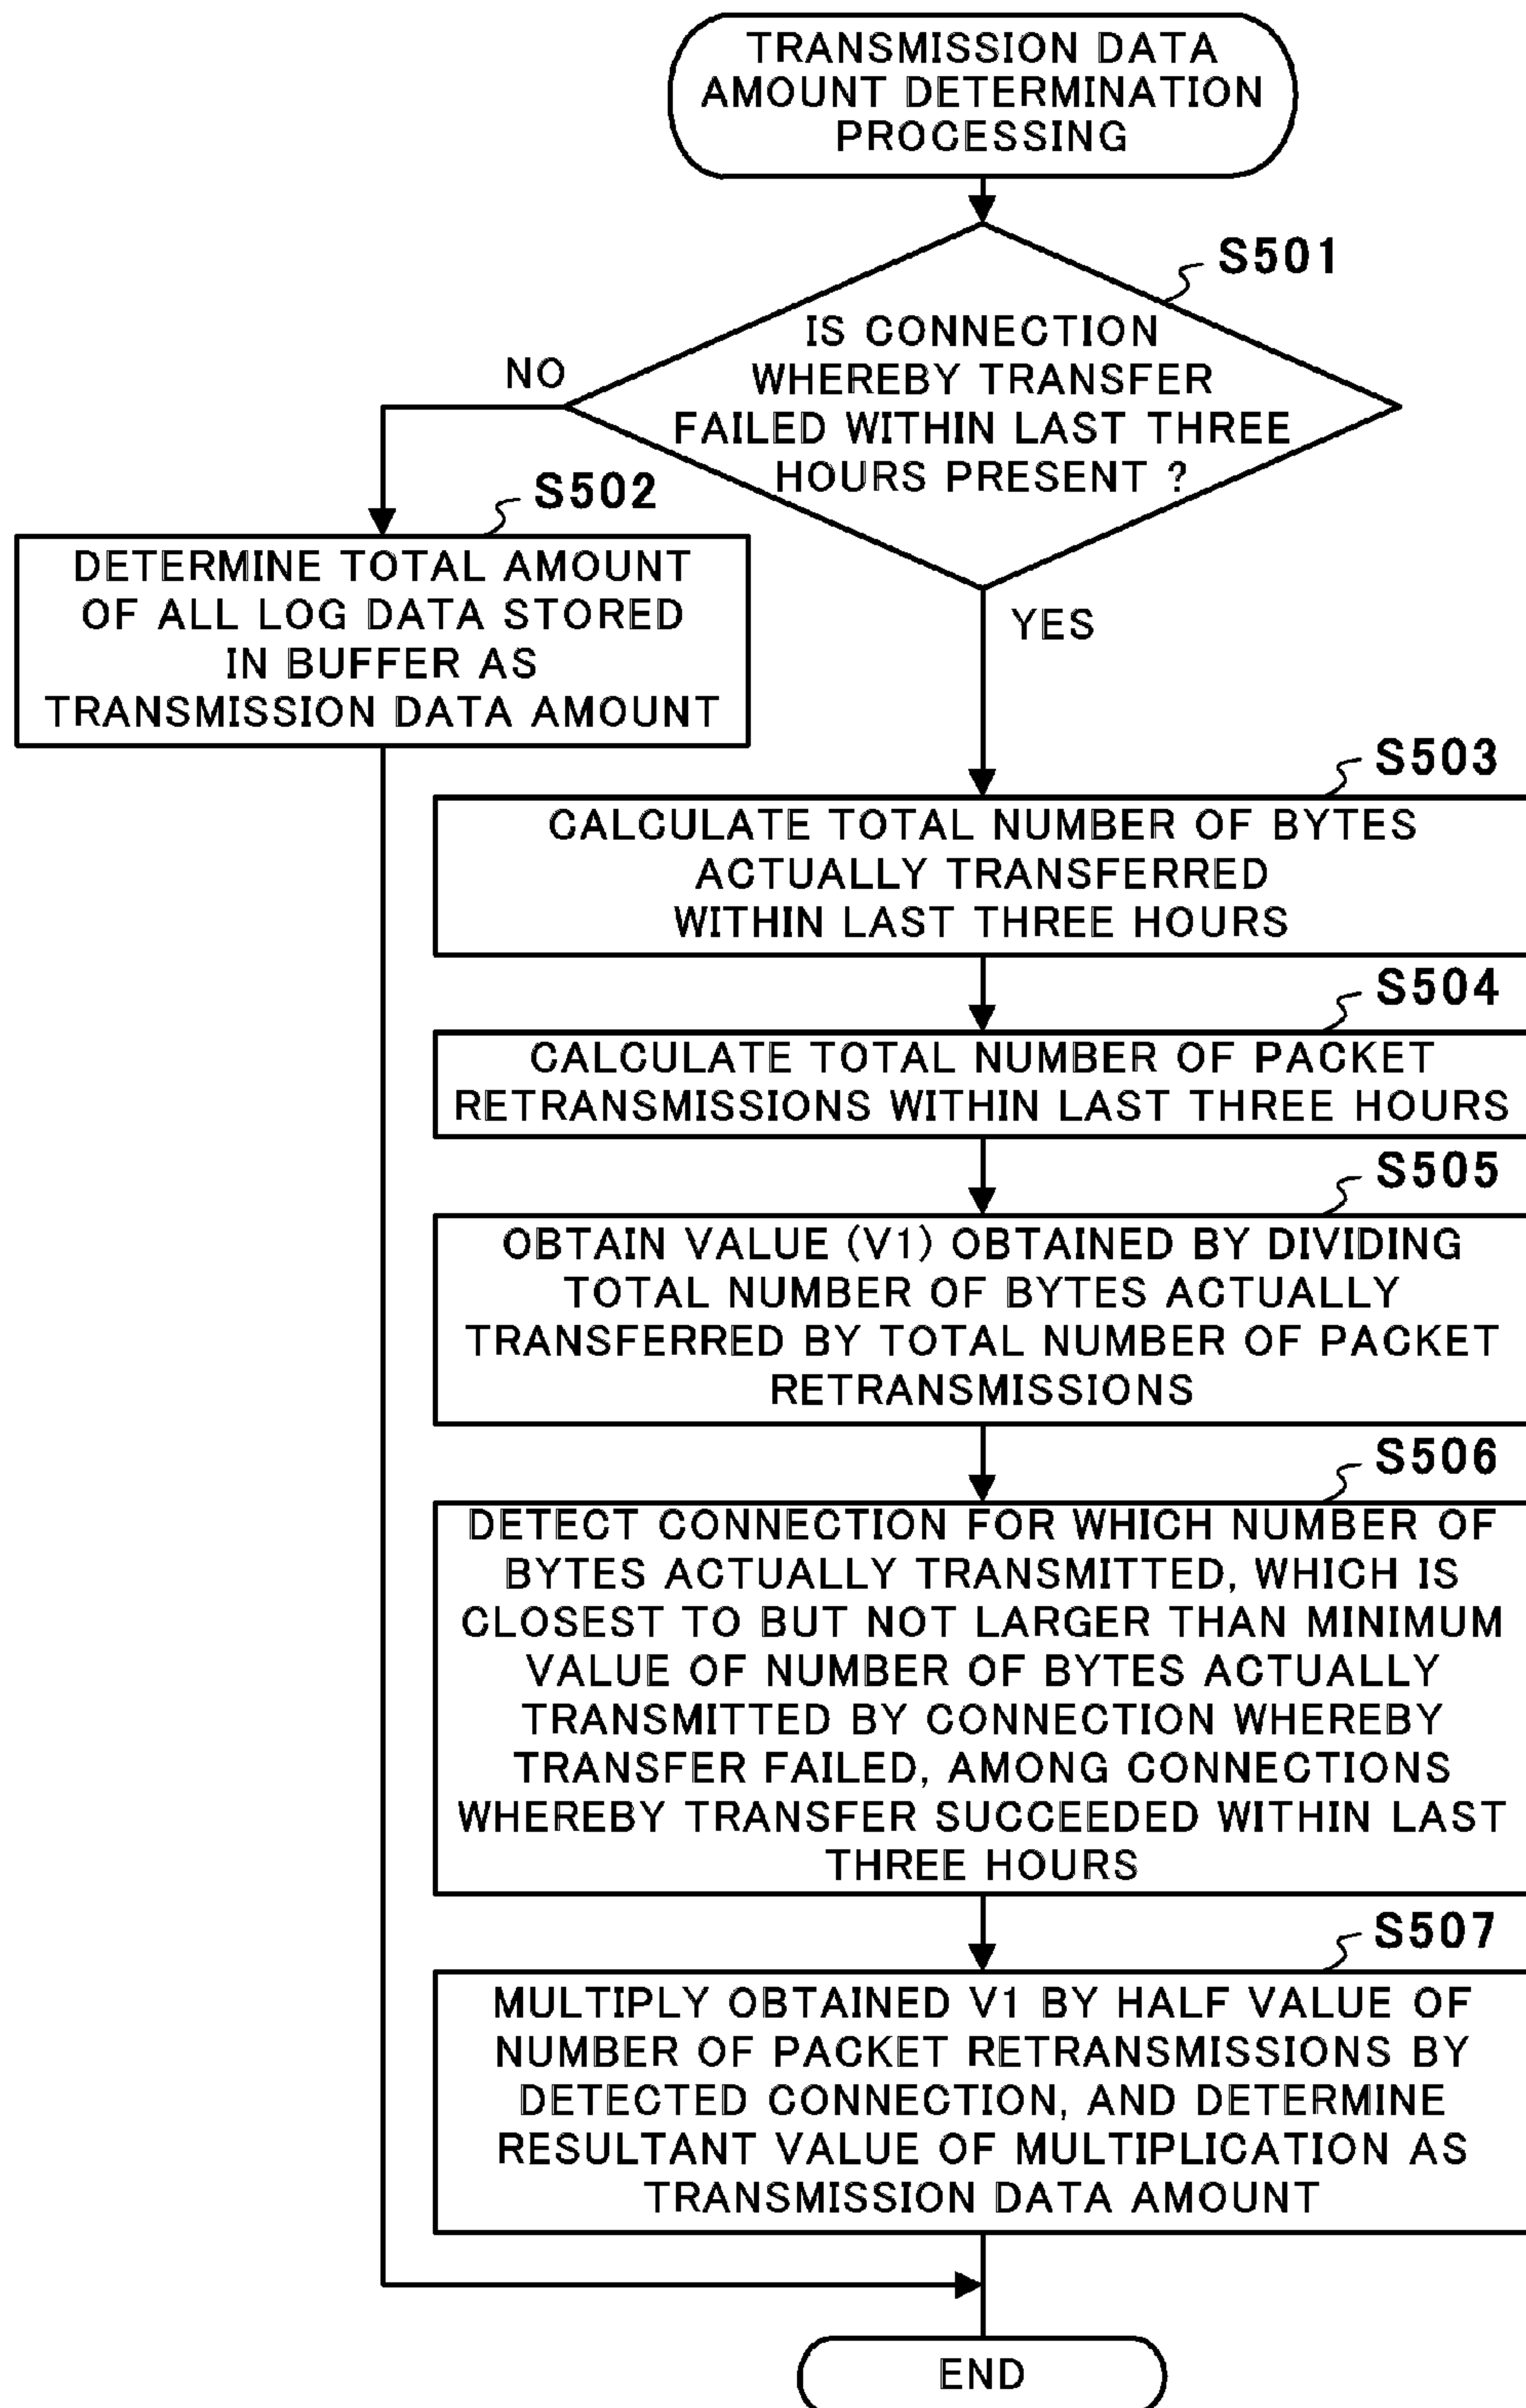 TRANSMISSION DATA
AMOUNT DETERMINATION
PROCESSING
S501
IS CONNECTION
WHEREBY TRANSFER
FAILED WITHIN LAST THREE
HOURS PRESENT ?
NO
YES
S502
DETERMINE TOTAL AMOUNT
OF ALL LOG DATA STORED
IN BUFFER AS
TRANSMISSION DATA AMOUNT
S503
CALCULATE TOTAL NUMBER OF BYTES
ACTUALLY TRANSFERRED
WITHIN LAST THREE HOURS
S504
CALCULATE TOTAL NUMBER OF PACKET
RETRANSMISSIONS WITHIN LAST THREE HOURS
S505
OBTAIN VALUE (V1) OBTAINED BY DIVIDING
TOTAL NUMBER OF BYTES ACTUALLY
TRANSFERRED BY TOTAL NUMBER OF PACKET
RETRANSMISSIONS
S506
DETECT CONNECTION FOR WHICH NUMBER OF
BYTES ACTUALLY TRANSMITTED, WHICH IS
CLOSEST TO BUT NOT LARGER THAN MINIMUM
VALUE OF NUMBER OF BYTES ACTUALLY
TRANSMITTED BY CONNECTION WHEREBY
TRANSFER FAILED, AMONG CONNECTIONS
WHEREBY TRANSFER SUCCEEDED WITHIN LAST
THREE HOURS
S507
MULTIPLY OBTAINED V1 BY HALF VALUE OF
NUMBER OF PACKET RETRANSMISSIONS BY
DETECTED CONNECTION, AND DETERMINE
RESULTANT VALUE OF MULTIPLICATION AS
TRANSMISSION DATA AMOUNT
END